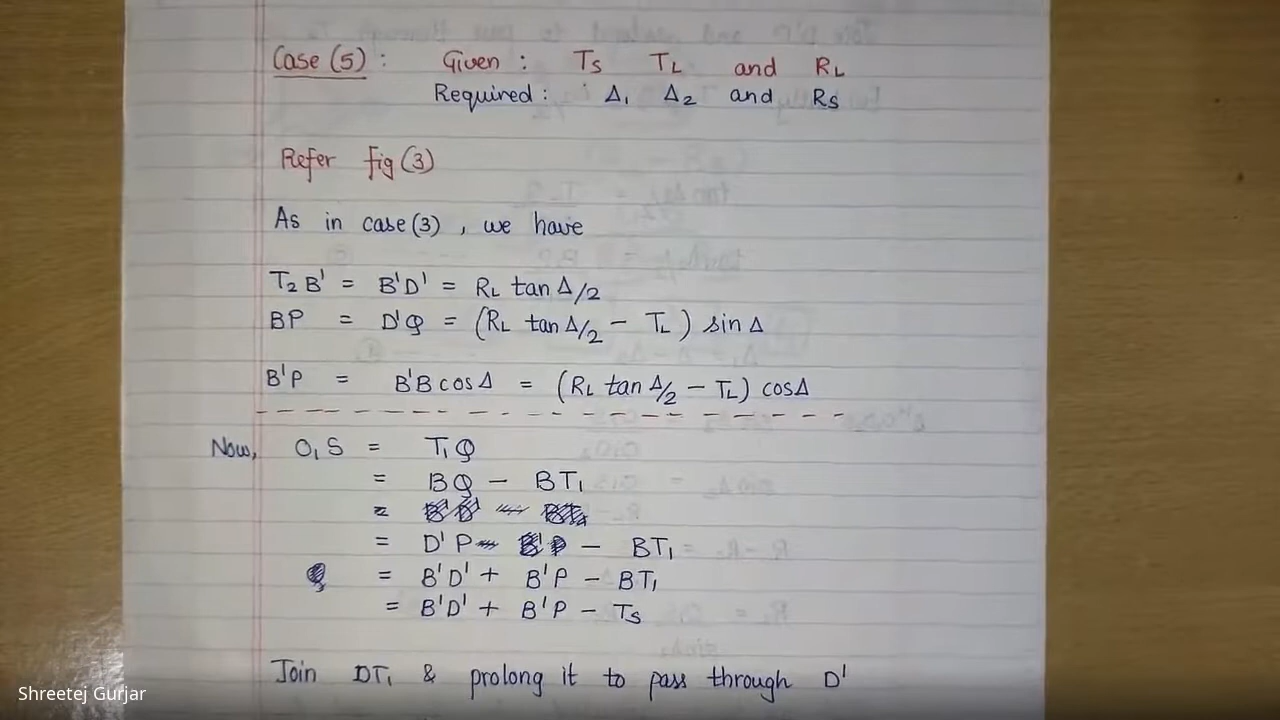 Case (5) : Given : Ts TL and RL
Required : Δ1 Δ2 and Rs
Refer fig (3)
As in case (3) , we have
T2 B' = B'D' = RL tan Δ/2
BP = D'Q = (RL tan Δ/2 - TL ) sin Δ
B'P = B'B cos Δ = (RL tan Δ/2 - TL) cos Δ
Now, O1 S = T1 Q
= BQ - BT1
=
= D'P - BT1
= B'D' + B'P - BT1
= B'D' + B'P - Ts
Join DT1 & prolong it to pass through D'
Shreetej Gurjar